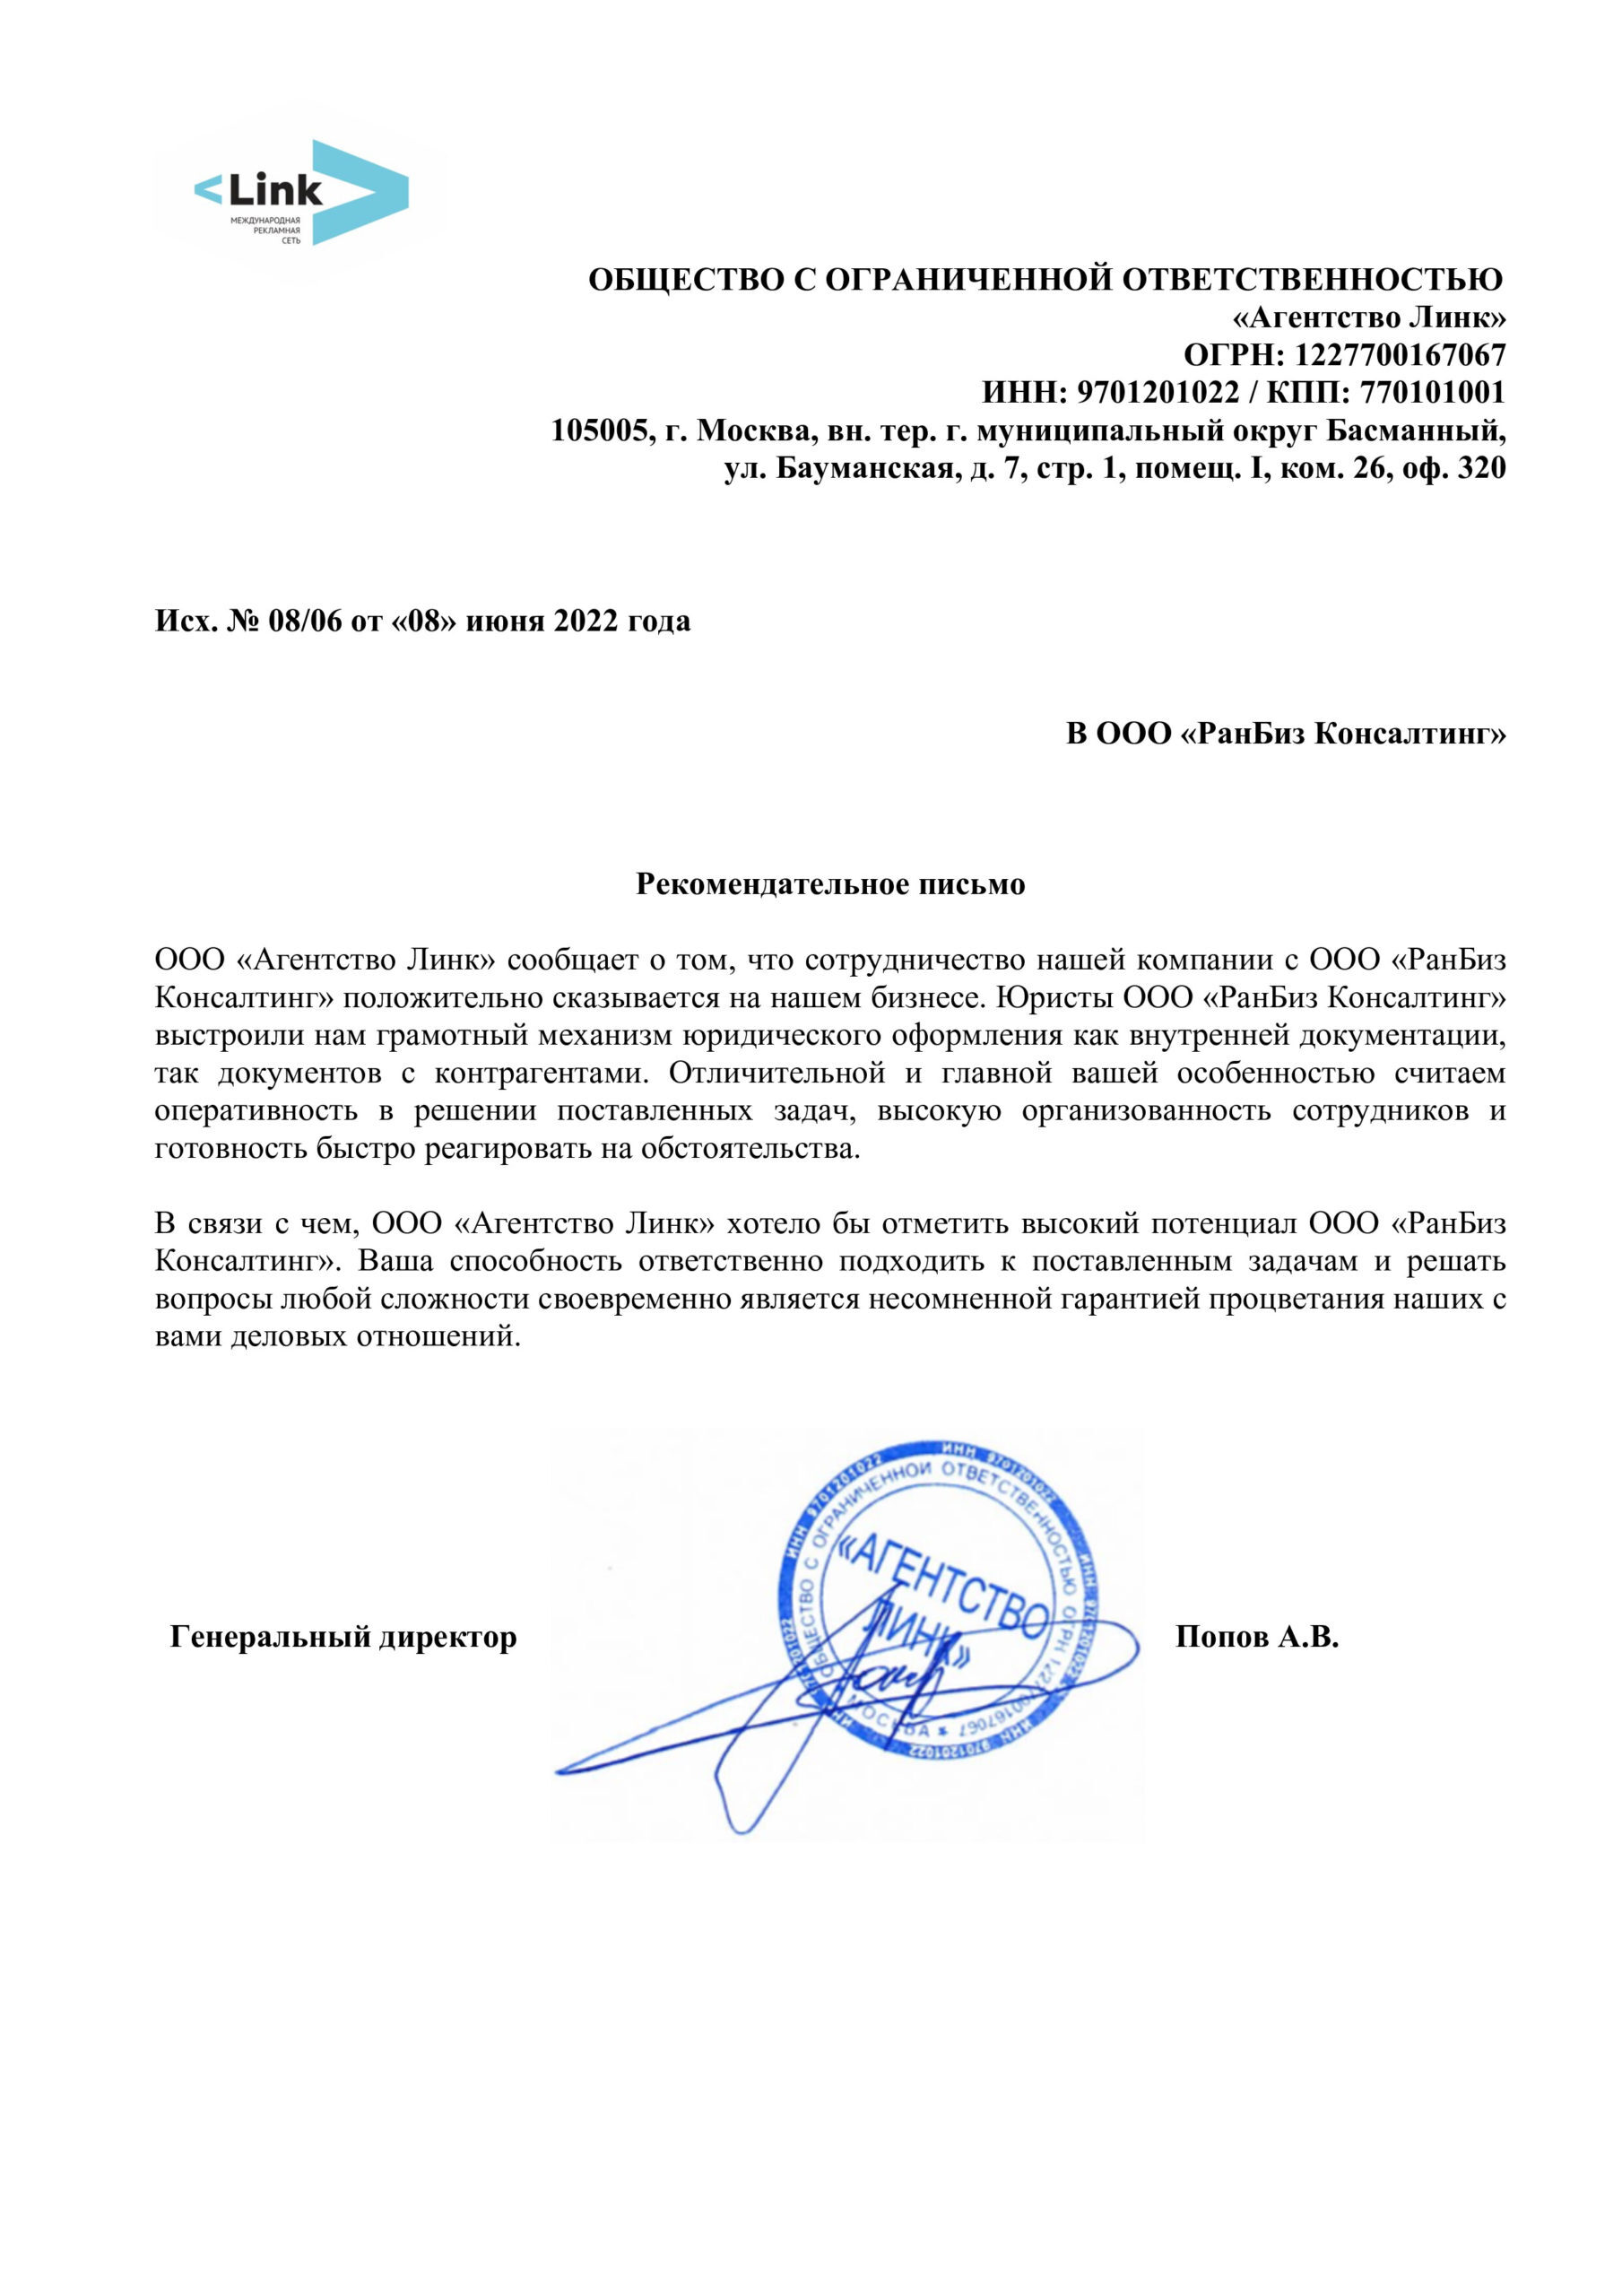 <Link
МЕЖДУНАРОДНАЯ
РЕКЛАМНАЯ
СЕТЬ
ОБЩЕСТВО С ОГРАНИЧЕННОЙ ОТВЕТСТВЕННОСТЬЮ
«Агентство Линк»
ОГРН: 1227700167067
ИНН: 9701201022 / КПП: 770101001
105005, г. Москва, вн. тер. г. муниципальный округ Басманный,
ул. Бауманская, д. 7, стр. 1, помещ. I, ком. 26, оф. 320
Исх. № 08/06 от «08» июня 2022 года
В ООО «РанБиз Консалтинг»
Рекомендательное письмо
ООО «Агентство Линк» сообщает о том, что сотрудничество нашей компании с ООО «РанБиз
Консалтинг» положительно сказывается на нашем бизнесе. Юристы ООО «РанБиз Консалтинг»
выстроили нам грамотный механизм юридического оформления как внутренней документации,
так документов с контрагентами. Отличительной и главной вашей особенностью считаем
оперативность в решении поставленных задач, высокую организованность сотрудников и
готовность быстро реагировать на обстоятельства.
В связи с чем, ООО «Агентство Линк» хотело бы отметить высокий потенциал ООО «РанБиз
Консалтинг». Ваша способность ответственно подходить к поставленным задачам и решать
вопросы любой сложности своевременно является несомненной гарантией процветания наших с
вами деловых отношений.
Генеральный директор
ИНН 9701201022 ИНН 9701201022 ИНН 9701201022 ИНН 9701201022 ИНН 9701201022
ОБЩЕСТВО С ОГРАНИЧЕННОЙ ОТВЕТСТВЕННОСТЬЮ ОГРН 1227700167067
МОСКВА
«АГЕНТСТВО
ЛИНК»
Попов А.В.